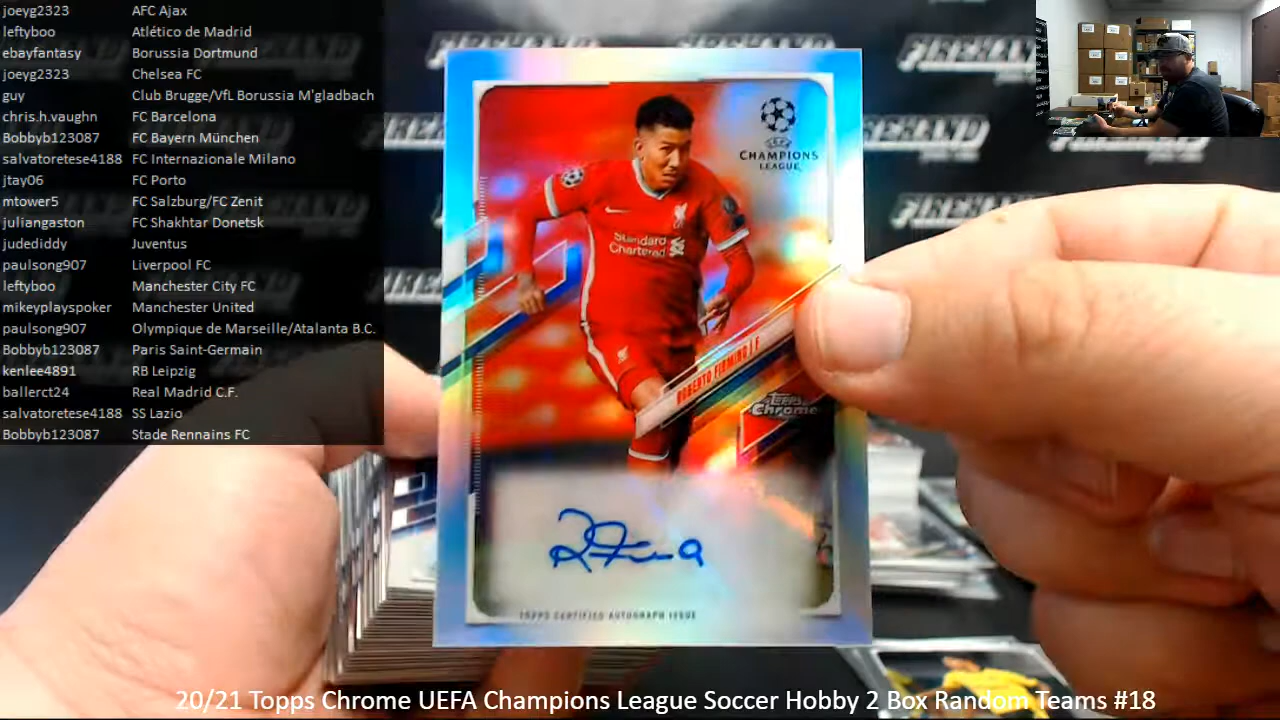 joeyg2323 AFC Ajax
leftyboo Atlético de Madrid
ebayfantasy Borussia Dortmund
joeyg2323 Chelsea FC
guy Club Brugge/VfL Borussia M'gladbach
chris.h.vaughn FC Barcelona
Bobbyb123087 FC Bayern München
salvatoretese4188 FC Internazionale Milano
jtay06 FC Porto
mtower5 FC Salzburg/FC Zenit
juliangaston FC Shakhtar Donetsk
judediddy Juventus
paulsong907 Liverpool FC
leftyboo Manchester City FC
mikeyplayspoker Manchester United
paulsong907 Olympique de Marseille/Atalanta B.C.
Bobbyb123087 Paris Saint-Germain
kenlee4891 RB Leipzig
ballerct24 Real Madrid C.F.
salvatoretese4188 SS Lazio
Bobbyb123087 Stade Rennains FC
FIREHAND
FIREHAND
UEFA
CHAMPIONS
LEAGUE
Standard
Chartered
ROBERTO FIRMINO | F
Topps
Chrome
TOPPS CERTIFIED AUTOGRAPH ISSUE
20/21 Topps Chrome UEFA Champions League Soccer Hobby 2 Box Random Teams #18